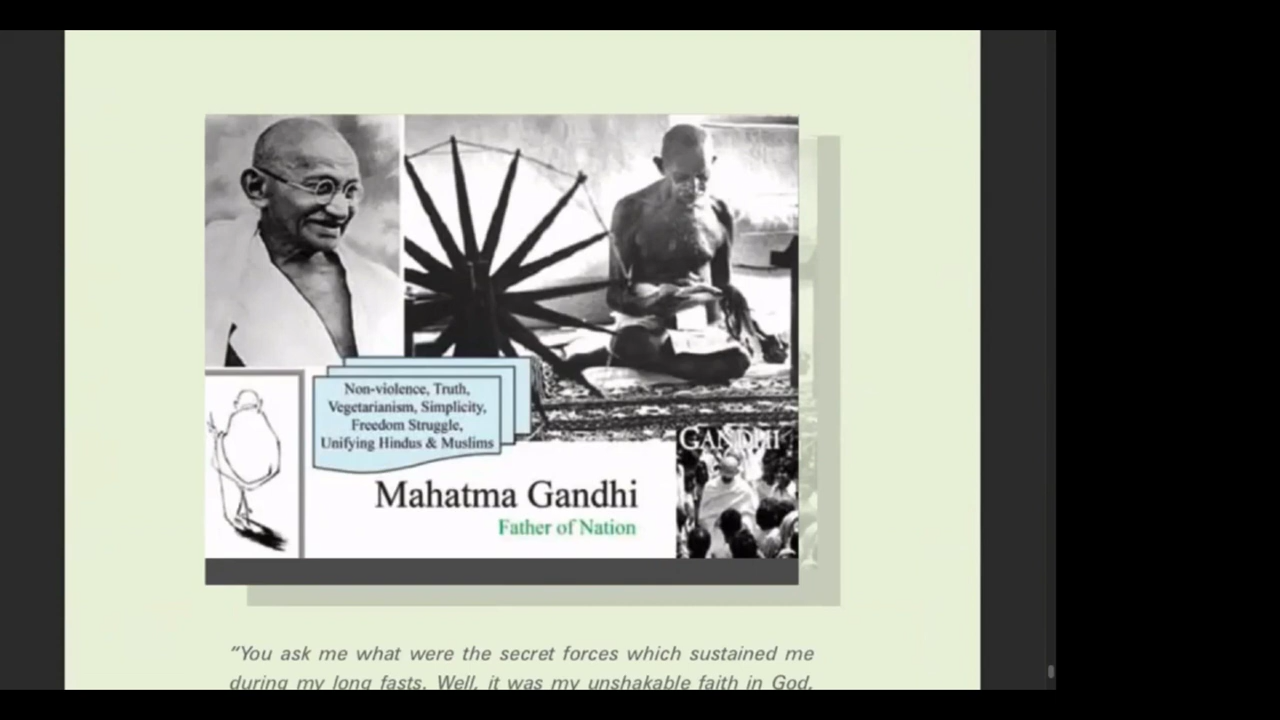 Non-violence, Truth,
Vegetarianism, Simplicity,
Freedom Struggle,
Unifying Hindus & Muslims
GANDHI
Mahatma Gandhi
Father of Nation
“You ask me what were the secret forces which sustained me
during my long fasts. Well, it was my unshakable faith in God,